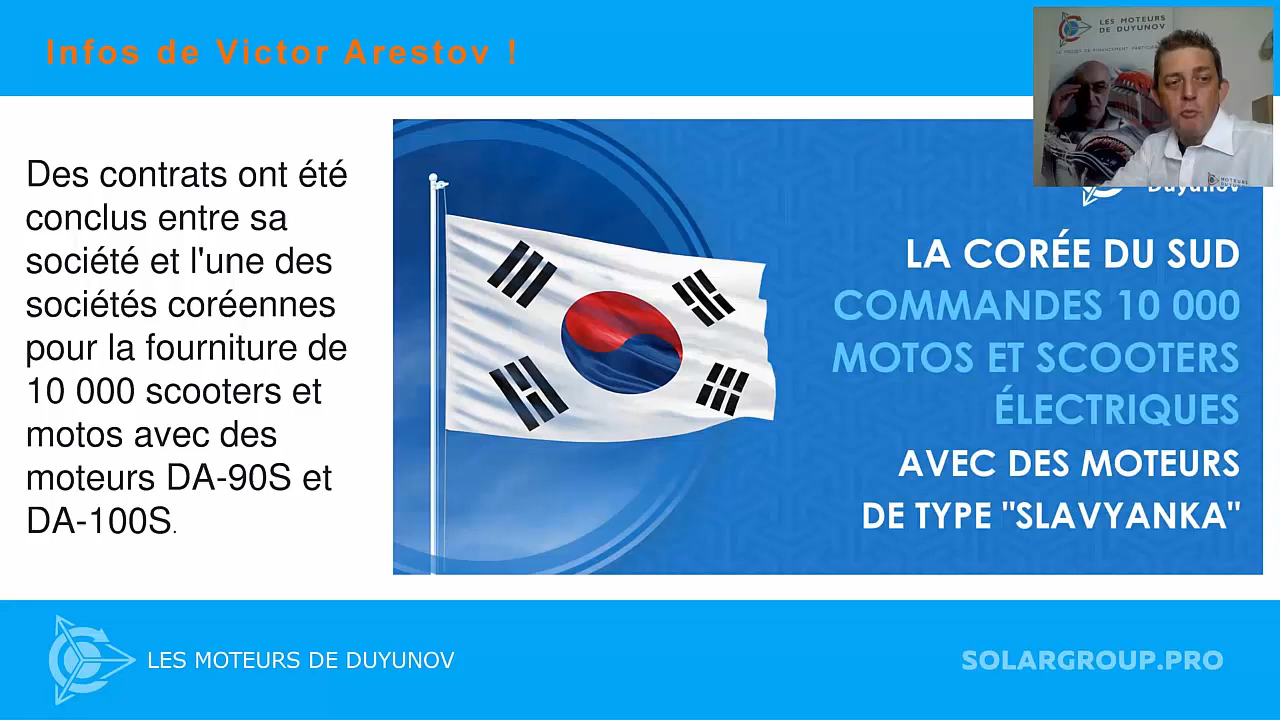 Infos de Victor Arestov !
LES MOTEURS
DE DUYUNOV
Des contrats ont été
conclus entre sa
société et l'une des
sociétés coréennes
pour la fourniture de
10 000 scooters et
motos avec des
moteurs DA-90S et
DA-100S.
Duyunov
LA CORÉE DU SUD
COMMANDES 10 000
MOTOS ET SCOOTERS
ÉLECTRIQUES
AVEC DES MOTEURS
DE TYPE "SLAVYANKA"
LES MOTEURS DE DUYUNOV
SOLARGROUP.PRO